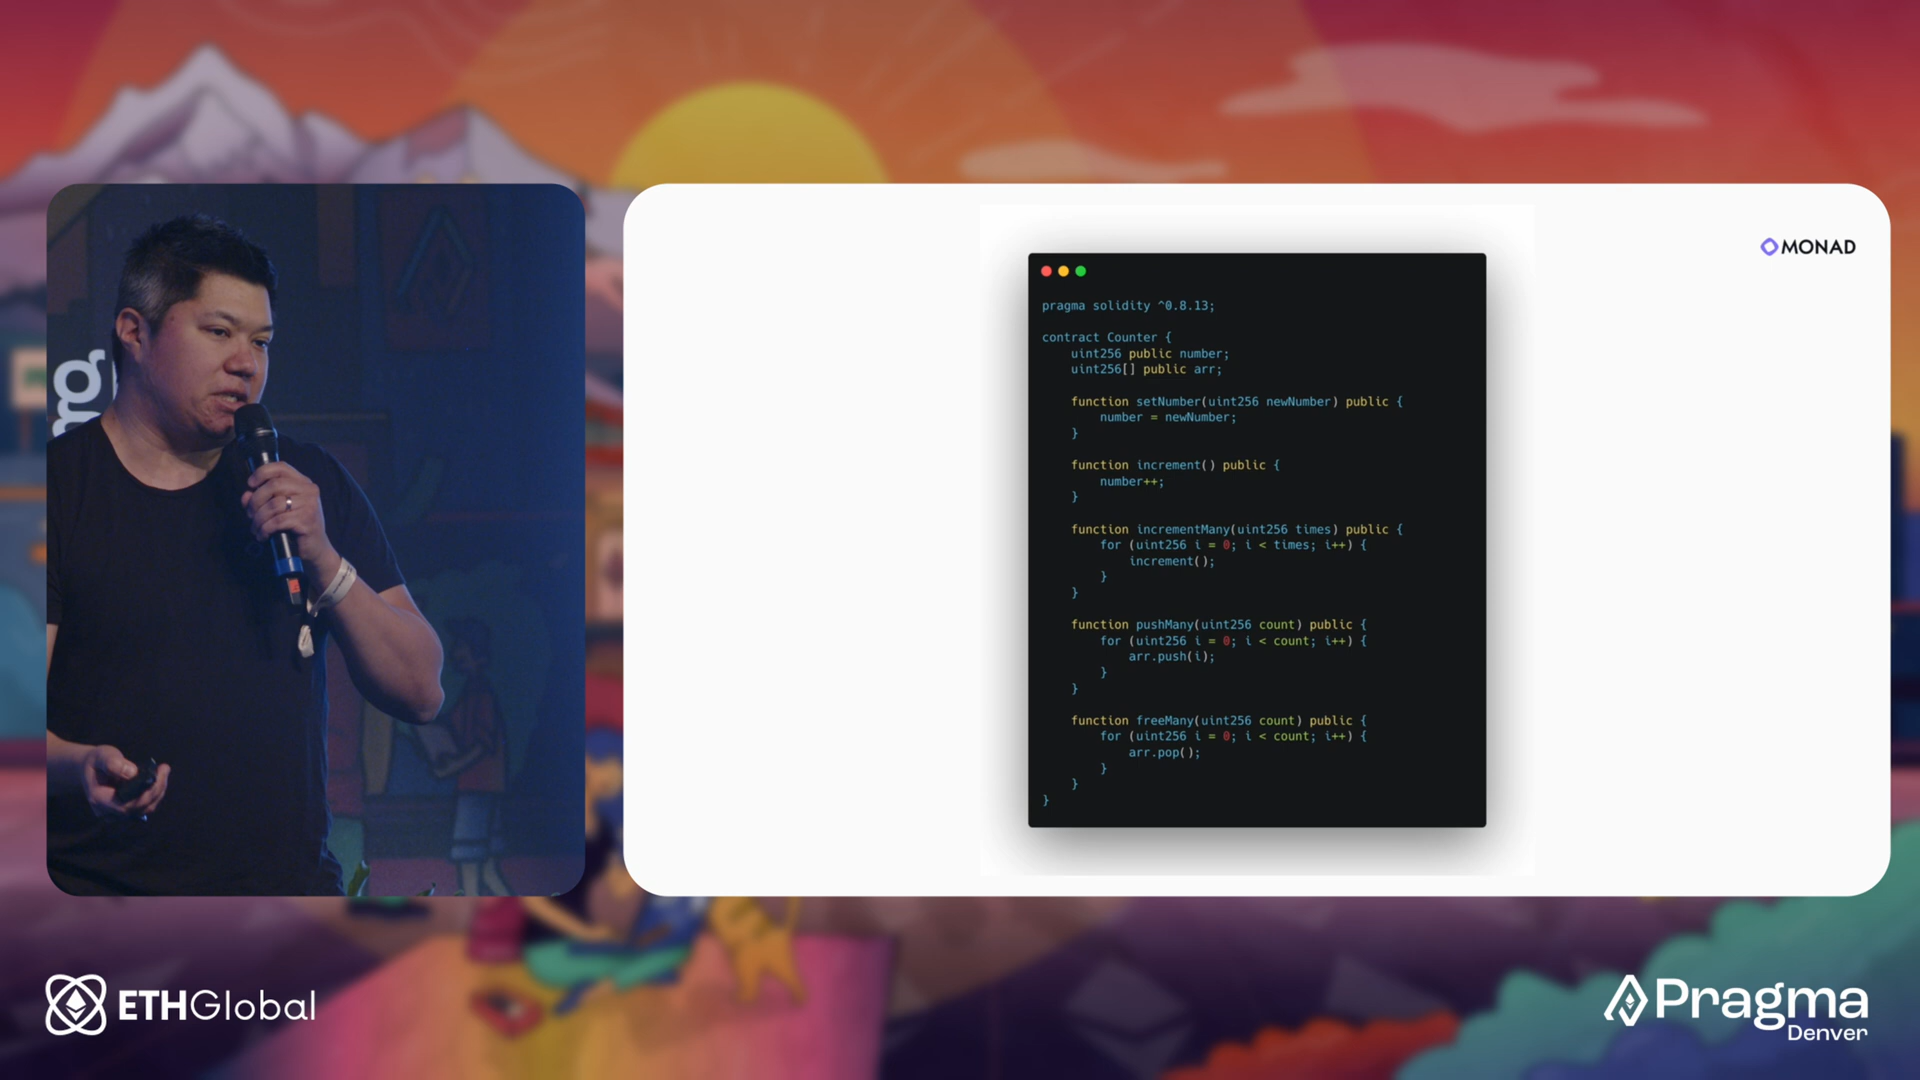 MONAD
pragma solidity ^0.8.13;
contract Counter {
    uint256 public number;
    uint256[] public arr;
    function setNumber(uint256 newNumber) public {
        number = newNumber;
    }
    function increment() public {
        number++;
    }
    function incrementMany(uint256 times) public {
        for (uint256 i = 0; i < times; i++) {
            increment();
        }
    }
    function pushMany(uint256 count) public {
        for (uint256 i = 0; i < count; i++) {
            arr.push(i);
        }
    }
    function freeMany(uint256 count) public {
        for (uint256 i = 0; i < count; i++) {
            arr.pop();
        }
    }
}
ETHGlobal
Pragma
Denver